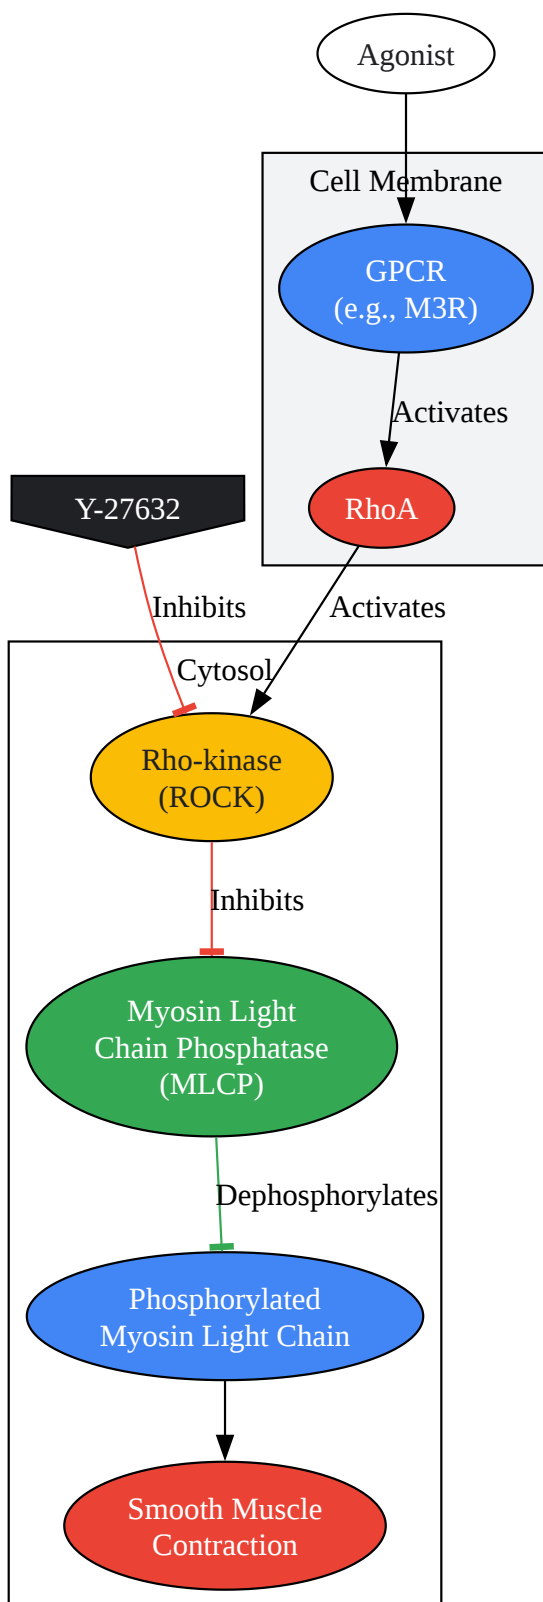 Agonist
Cell Membrane
GPCR
(e.g., M3R)
Activates
RhoA
Y-27632
Inhibits
Activates
Cytosol
Rho-kinase
(ROCK)
Inhibits
Myosin Light
Chain Phosphatase
(MLCP)
Dephosphorylates
Phosphorylated
Myosin Light Chain
Smooth Muscle
Contraction